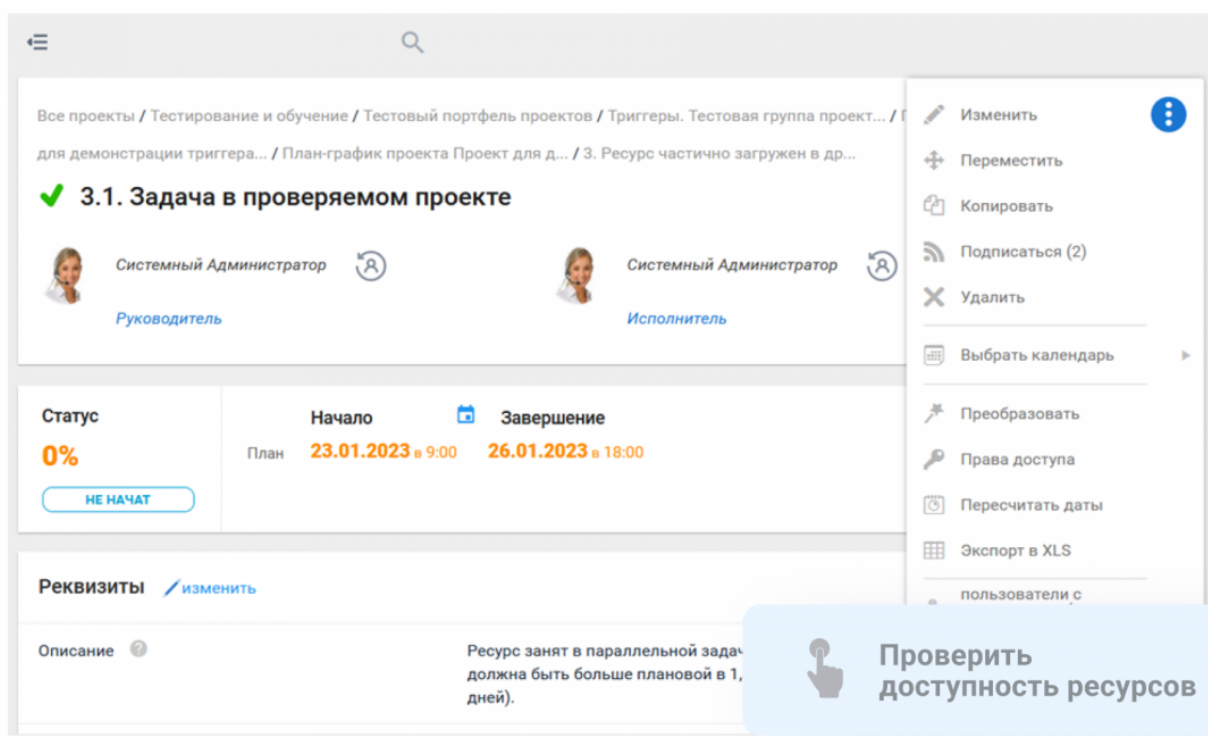 Все проекты / Тестирование и обучение / Тестовый портфель проектов / Триггеры. Тестовая группа проект... /
для демонстрации триггера... / План-график проекта Проект для д... / 3. Ресурс частично загружен в др...
3.1. Задача в проверяемом проекте
Системный Администратор
Руководитель
Системный Администратор
Исполнитель
Статус
0%
НЕ НАЧАТ
Начало
Завершение
План
23.01.2023 в 9:00
26.01.2023 в 18:00
Реквизиты
изменить
Описание
?
Ресурс занят в параллельной
должна быть больше плановой в 1,
дней).
Изменить
Переместить
Копировать
Подписаться (2)
Удалить
Выбрать календарь
Преобразовать
Права доступа
Пересчитать даты
Экспорт в XLS
пользователи с
Проверить
доступность ресурсов